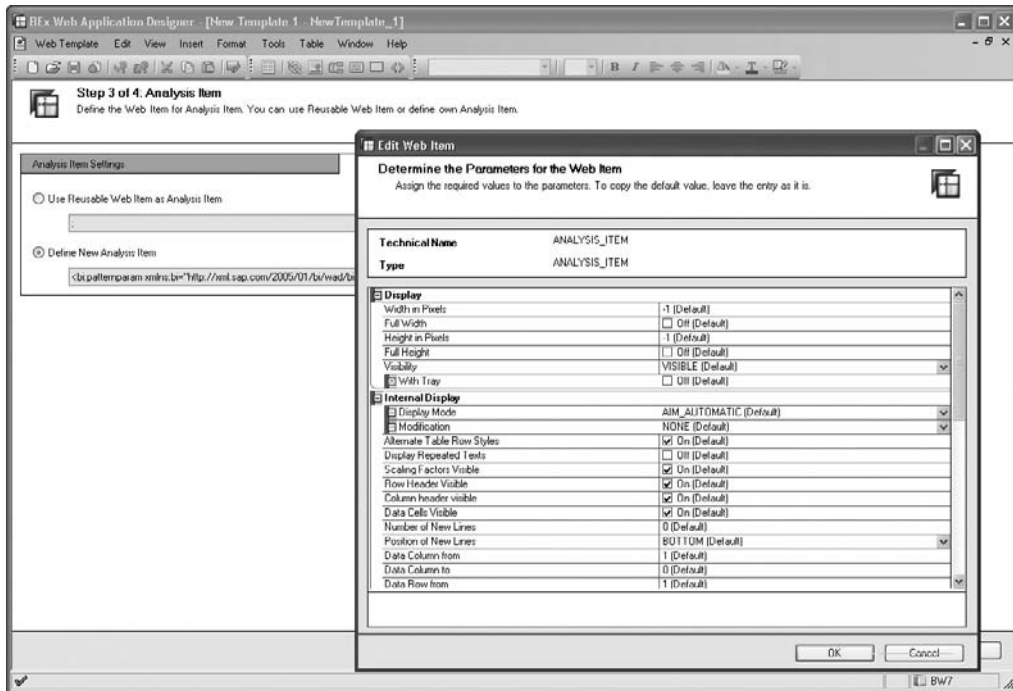 BEx Web Application Designer - [New Template 1 - NewTemplate_1]
Web Template Edit View Insert Format Tools Table Window Help
B I
Step 3 of 4: Analysis Item
Define the Web Item for Analysis Item. You can use Reusable Web Item or define own Analysis Item.
Analysis Item Settings
Use Reusable Web Item as Analysis Item
:
Define New Analysis Item
<bi:patternparam xmlns:bi="http://xml.sap.com/2005/01/bi/wad/bi
Edit Web Item
Determine the Parameters for the Web Item
Assign the required values to the parameters. To copy the default value, leave the entry as it is.
Technical Name ANALYSIS_ITEM
Type ANALYSIS_ITEM
Display
Width in Pixels -1 (Default)
Full Width Off (Default)
Height in Pixels -1 (Default)
Full Height Off (Default)
Visibility VISIBLE (Default)
With Tray Off (Default)
Internal Display
Display Mode AIM_AUTOMATIC (Default)
Modification NONE (Default)
Alternate Table Row Styles On (Default)
Display Repeated Texts Off (Default)
Scaling Factors Visible On (Default)
Row Header Visible On (Default)
Column header visible On (Default)
Data Cells Visible On (Default)
Number of New Lines 0 (Default)
Position of New Lines BOTTOM (Default)
Data Column from 1 (Default)
Data Column to 0 (Default)
Data Row from 1 (Default)
OK Cancel
BW7